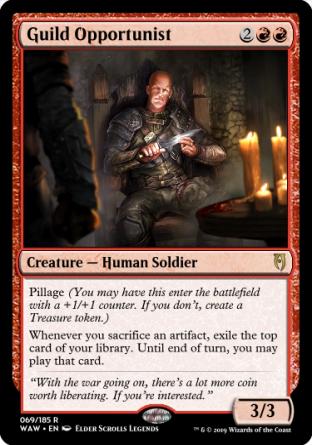 Guild Opportunist 2
Creature — Human Soldier
Pillage (You may have this enter the battlefield
with a +1/+1 counter. If you don't, create a
Treasure token.)
Whenever you sacrifice an artifact, exile the top
card of your library. Until end of turn, you may
play that card.
"With the war going on, there's a lot more coin
worth liberating. If you're interested."
3/3
069/185 R
WAW • EN Elder Scrolls Legends
™ & © 2019 Wizards of the Coast